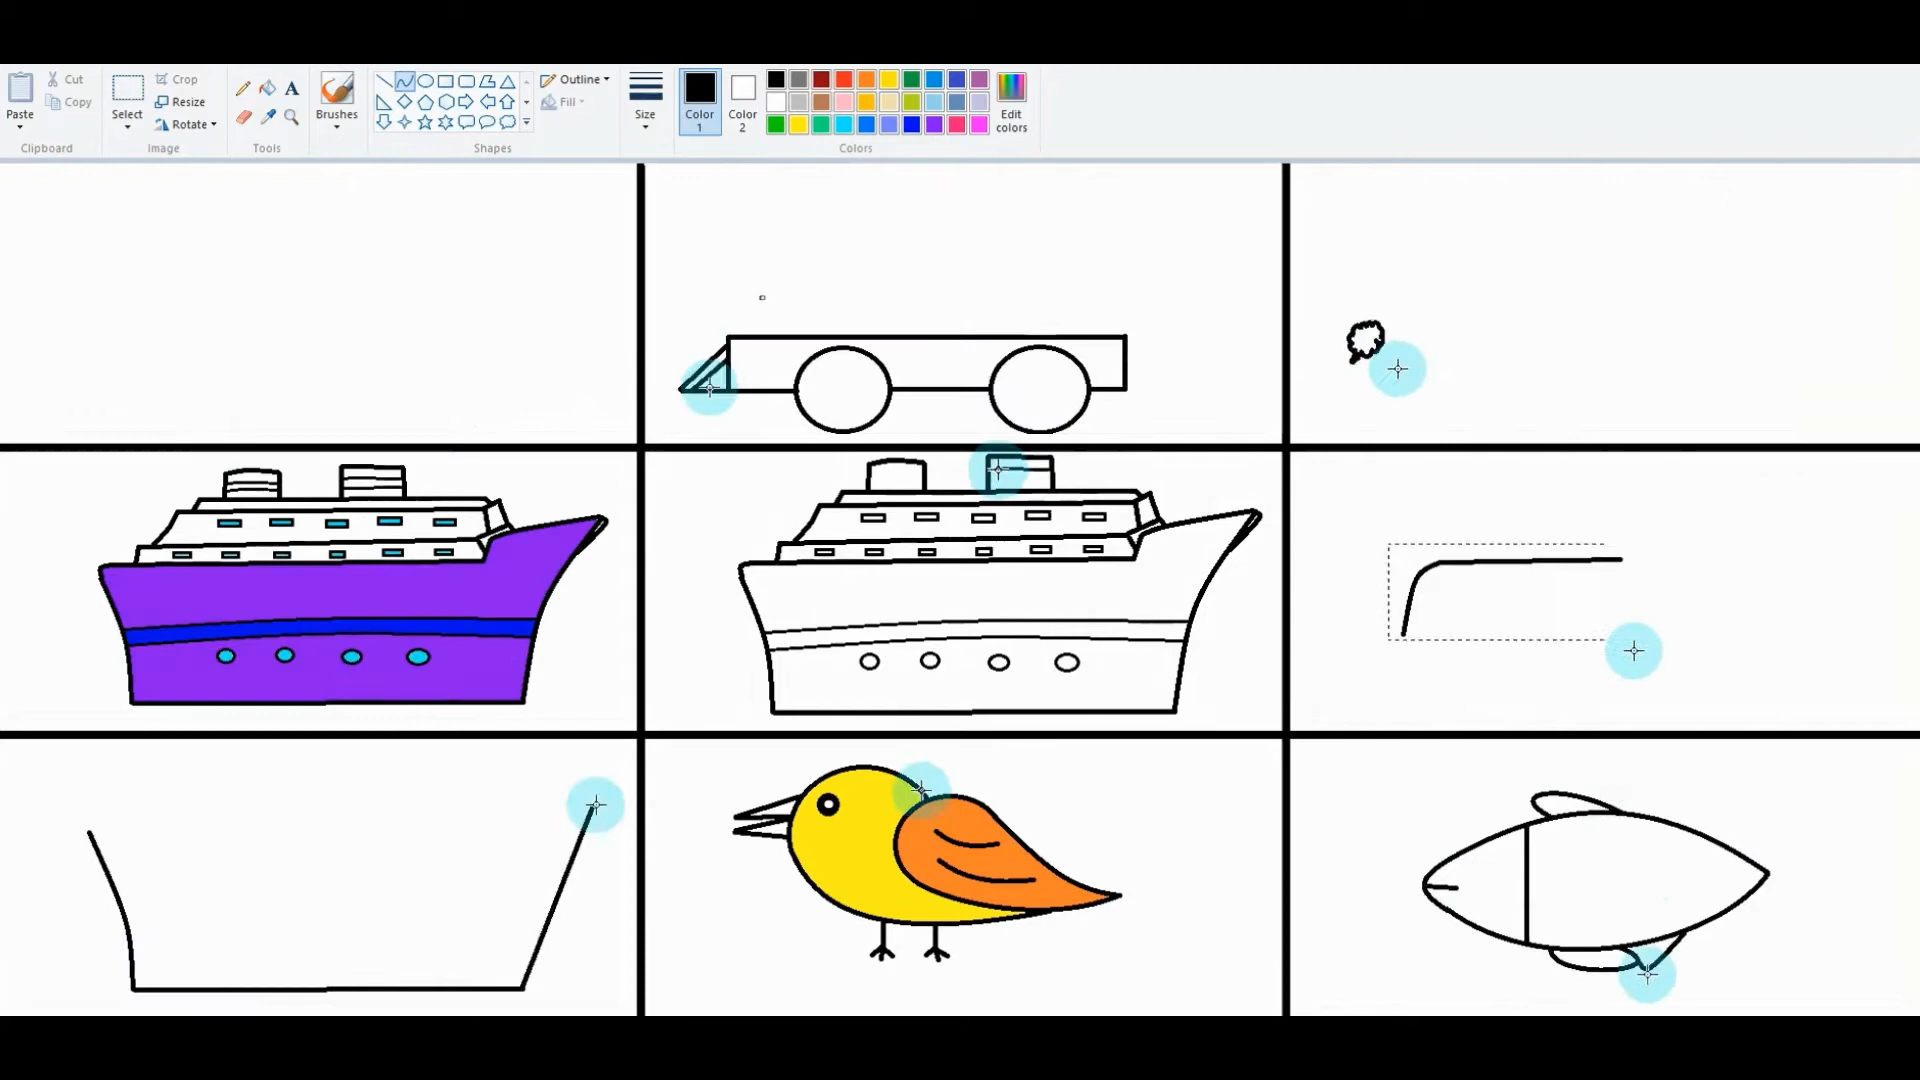 Paste
Cut
Copy
Clipboard
Select
Crop
Resize
Rotate
Image
A
Tools
Brushes
Outline
Fill
Shapes
Size
Color
1
Color
2
Edit
colors
Colors